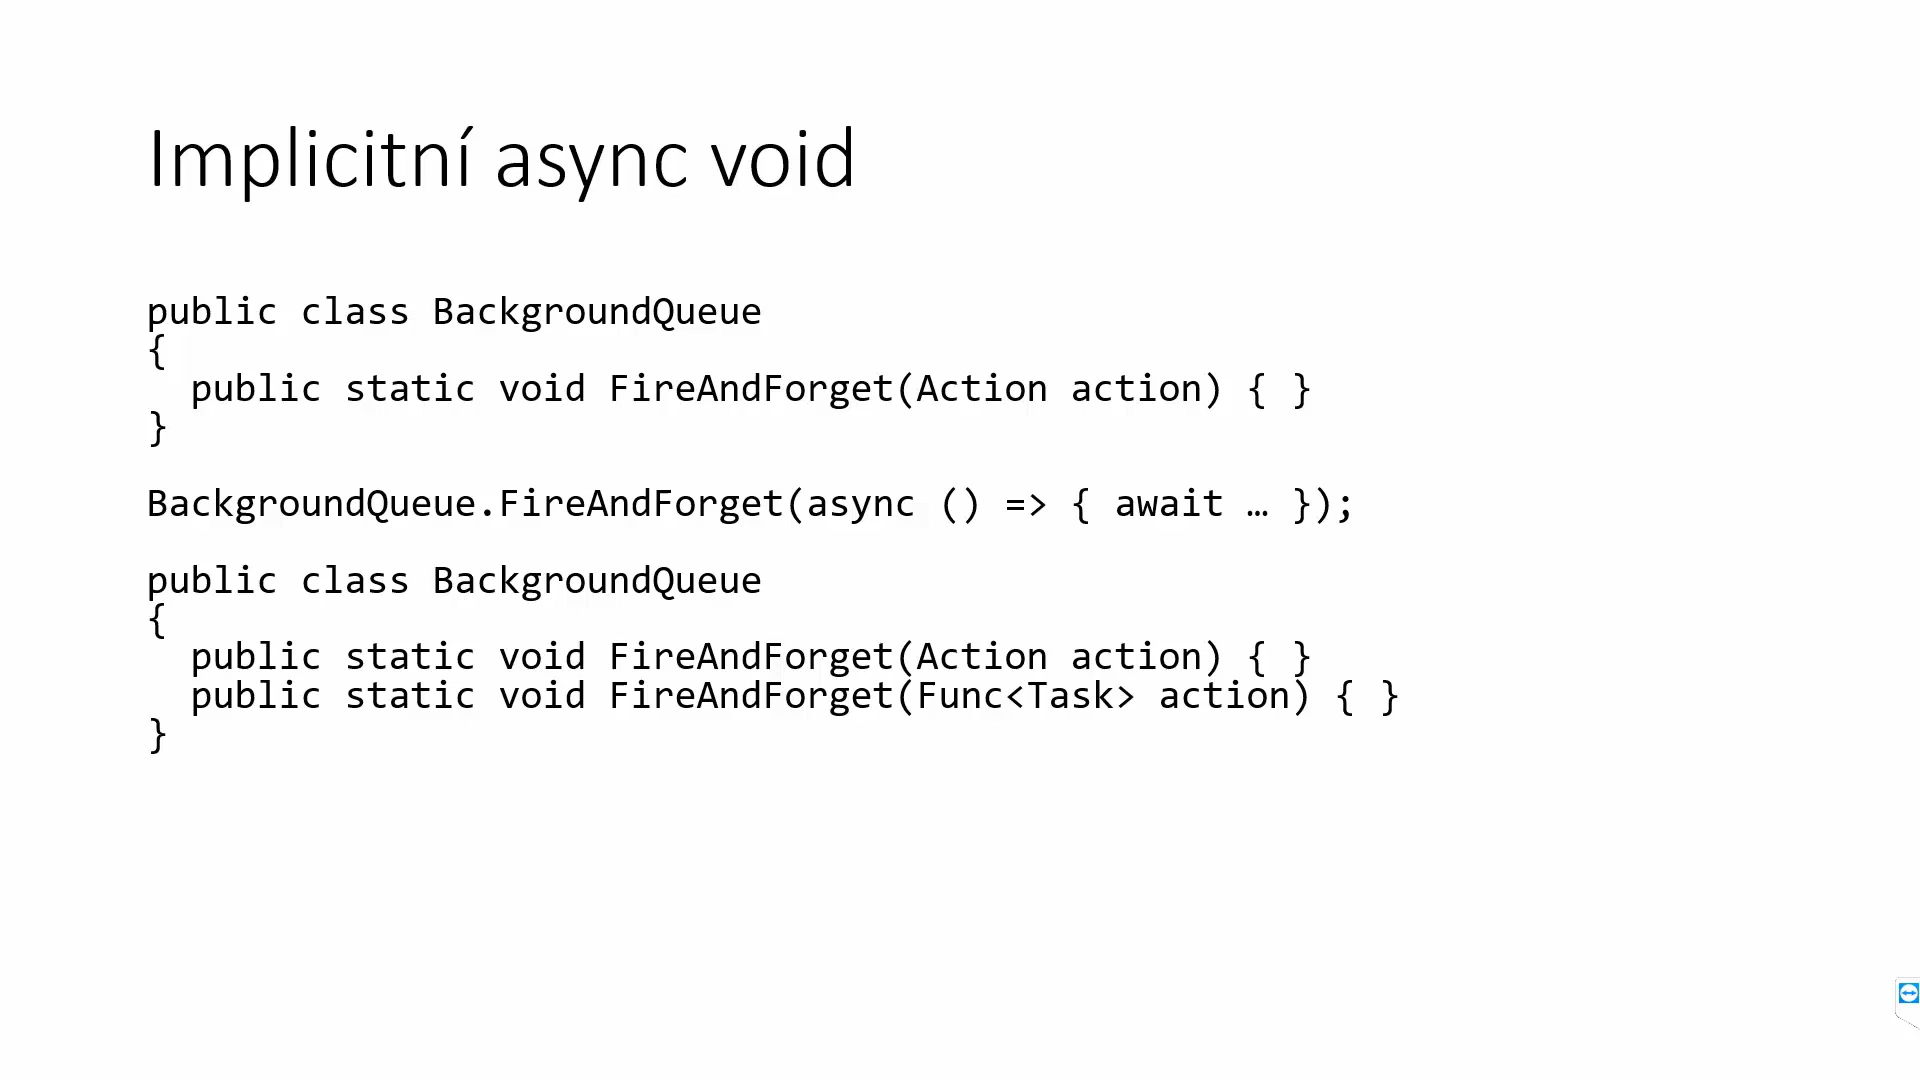 Implicitní async void
public class BackgroundQueue
{
  public static void FireAndForget(Action action) { }
}
BackgroundQueue.FireAndForget(async () => { await … });
public class BackgroundQueue
{
  public static void FireAndForget(Action action) { }
  public static void FireAndForget(Func<Task> action) { }
}